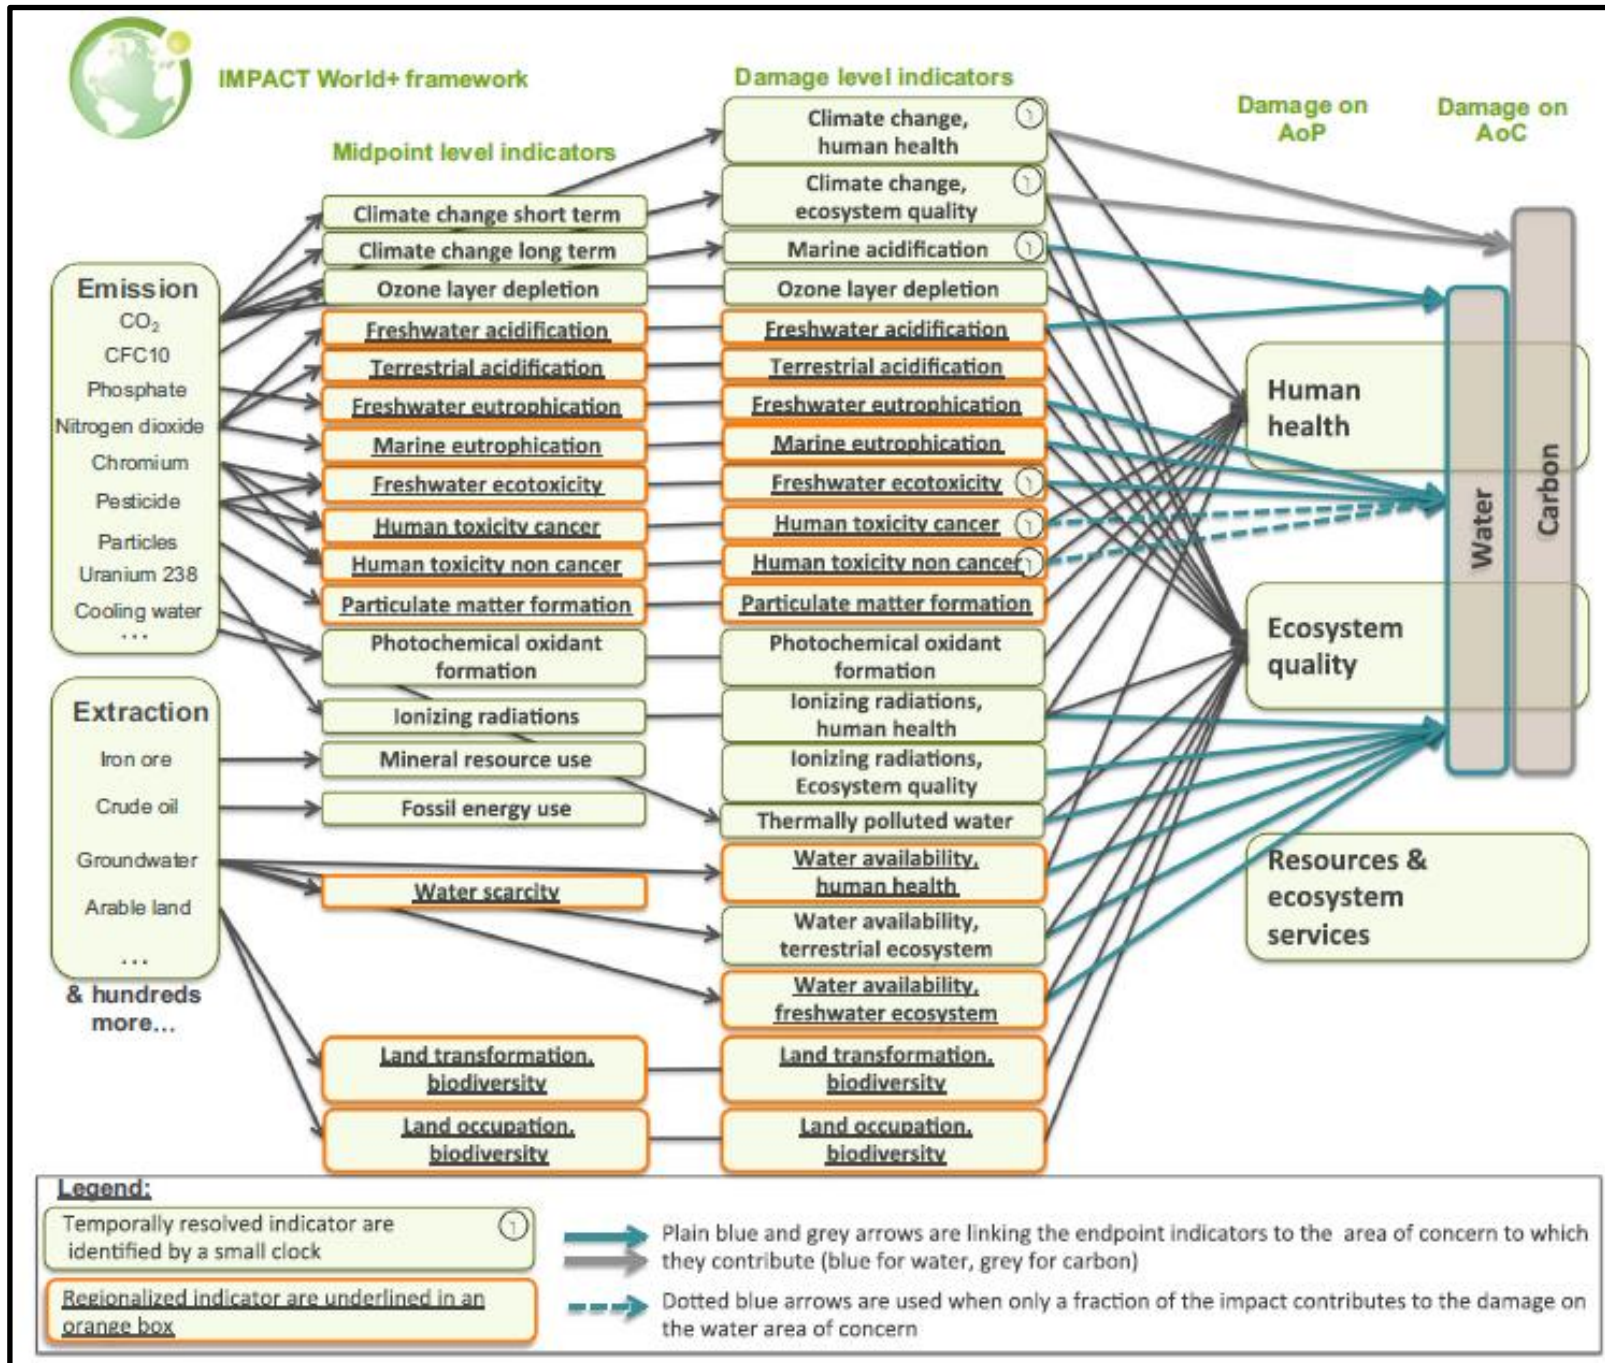 IMPACT World+ framework
Midpoint level indicators
Damage level indicators
Damage on
AoP
Damage on
AoC
Emission
CO₂
CFC10
Phosphate
Nitrogen dioxide
Chromium
Pesticide
Particles
Uranium 238
Cooling water
...
Extraction
Iron ore
Crude oil
Groundwater
Arable land
...
& hundreds
more...
Climate change short term
Climate change long term
Ozone layer depletion
Freshwater acidification
Terrestrial acidification
Freshwater eutrophication
Marine eutrophication
Freshwater ecotoxicity
Human toxicity cancer
Human toxicity non cancer
Particulate matter formation
Photochemical oxidant
formation
Ionizing radiations
Mineral resource use
Fossil energy use
Water scarcity
Land transformation,
biodiversity
Land occupation,
biodiversity
Climate change,
human health
Climate change,
ecosystem quality
Marine acidification
Ozone layer depletion
Freshwater acidification
Terrestrial acidification
Freshwater eutrophication
Marine eutrophication
Freshwater ecotoxicity
Human toxicity cancer
Human toxicity non cancer
Particulate matter formation
Photochemical oxidant
formation
Ionizing radiations,
human health
Ionizing radiations,
Ecosystem quality
Thermally polluted water
Water availability,
human health
Water availability,
terrestrial ecosystem
Water availability,
freshwater ecosystem
Land transformation,
biodiversity
Land occupation,
biodiversity
Human
health
Ecosystem
quality
Resources &
ecosystem
services
Water
Carbon
Legend:
Temporally resolved indicator are
identified by a small clock
Regionalized indicator are underlined in an
orange box
Plain blue and grey arrows are linking the endpoint indicators to the area of concern to which
they contribute (blue for water, grey for carbon)
Dotted blue arrows are used when only a fraction of the impact contributes to the damage on
the water area of concern